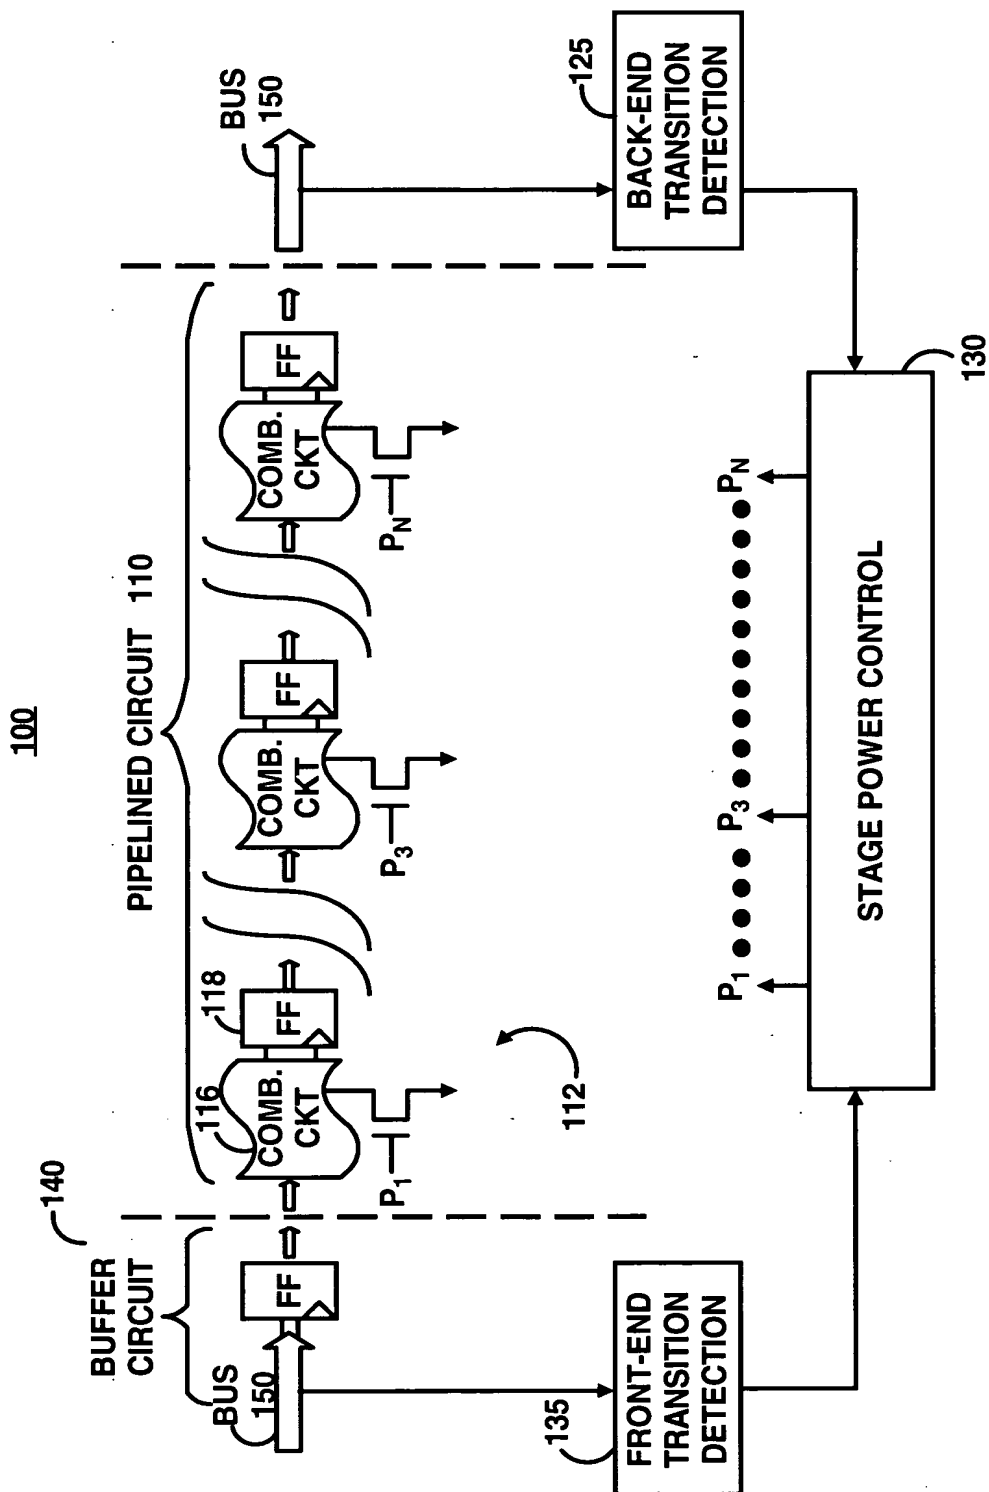 100
PIPELINED CIRCUIT 110
140
BUFFER
CIRCUIT
BUS
150
FF
116
COMB.
CKT
118
FF
P1
COMB.
CKT
FF
P3
COMB.
CKT
FF
PN
BUS
150
112
135
FRONT-END
TRANSITION
DETECTION
P1
P3
PN
STAGE POWER CONTROL
130
125
BACK-END
TRANSITION
DETECTION